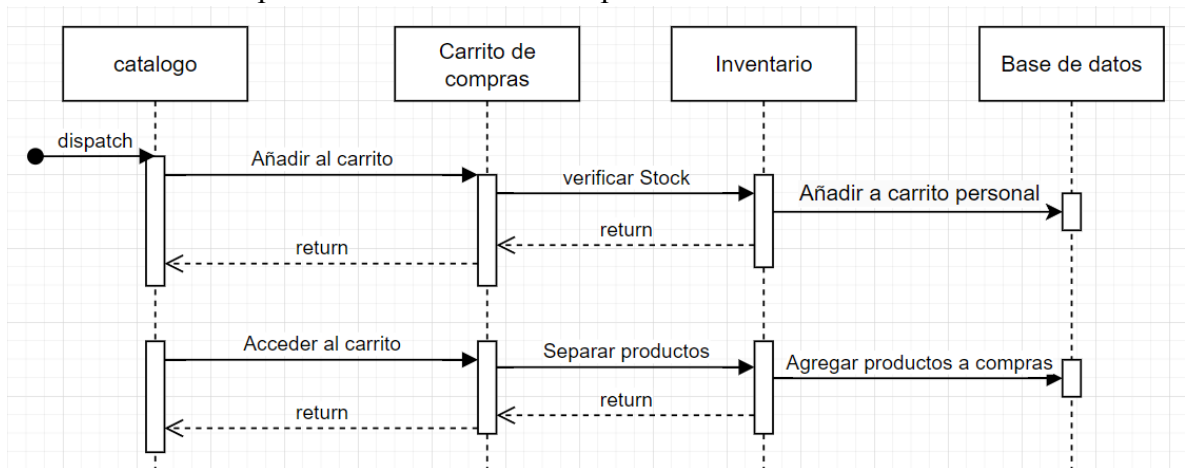 catalogo
Carrito de
compras
Inventario
Base de datos
dispatch
Añadir al carrito
verificar Stock
Añadir a carrito personal
return
return
Acceder al carrito
Separar productos
Agregar productos a compras
return
return